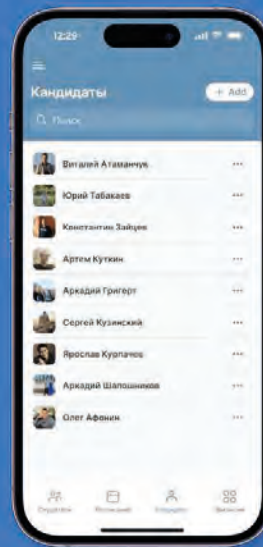 12:29
Кандидаты
+ Add
Поиск
Виталий Атаманчук
Юрий Табакаев
Константин Зайцев
Артем Куткин
Аркадий Григерт
Сергей Кузинский
Ярослав Курпачев
Аркадий Шапошников
Олег Афонин